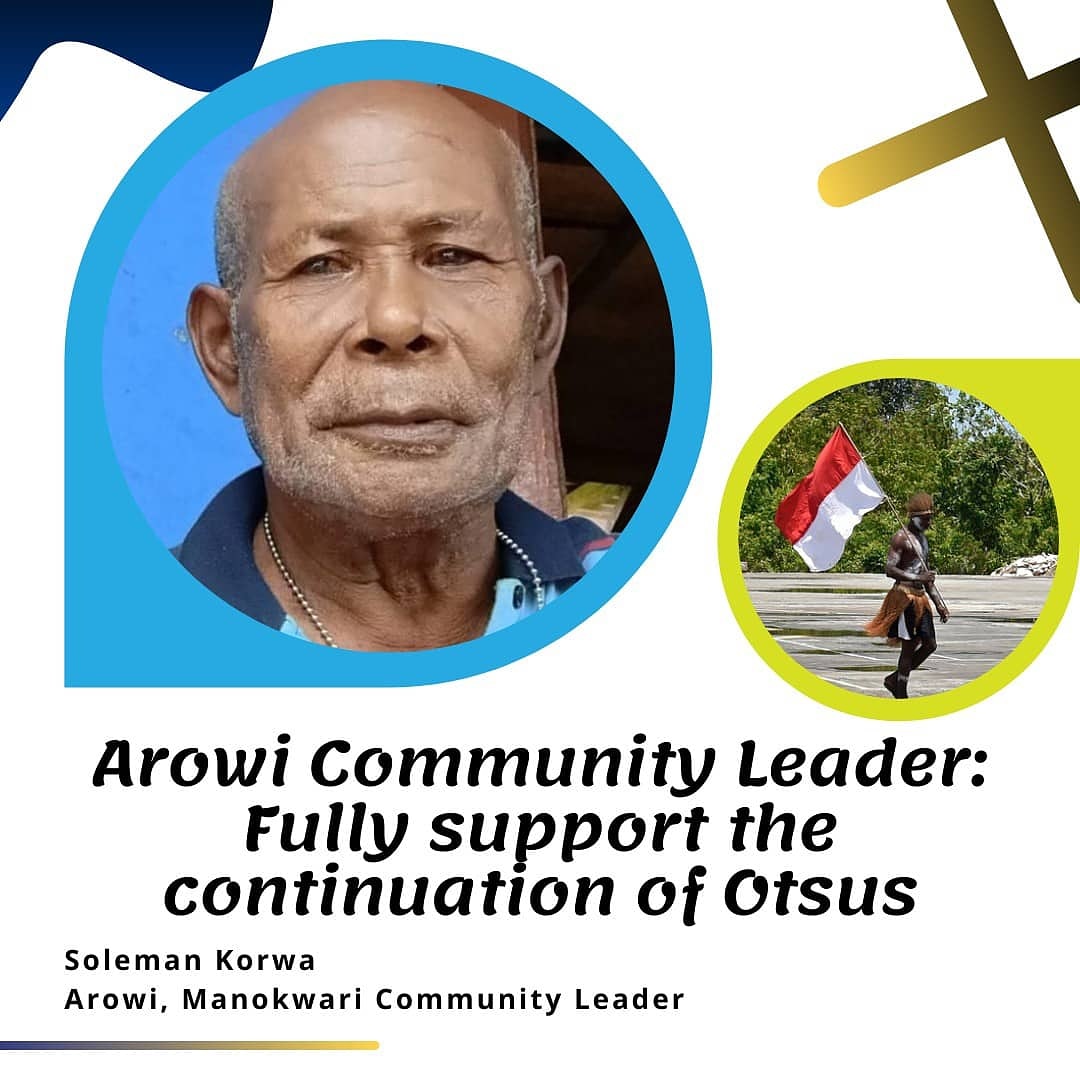 Arowi Community Leader:
Fully support the
continuation of Otsus
Soleman Korwa
Arowi, Manokwari Community Leader